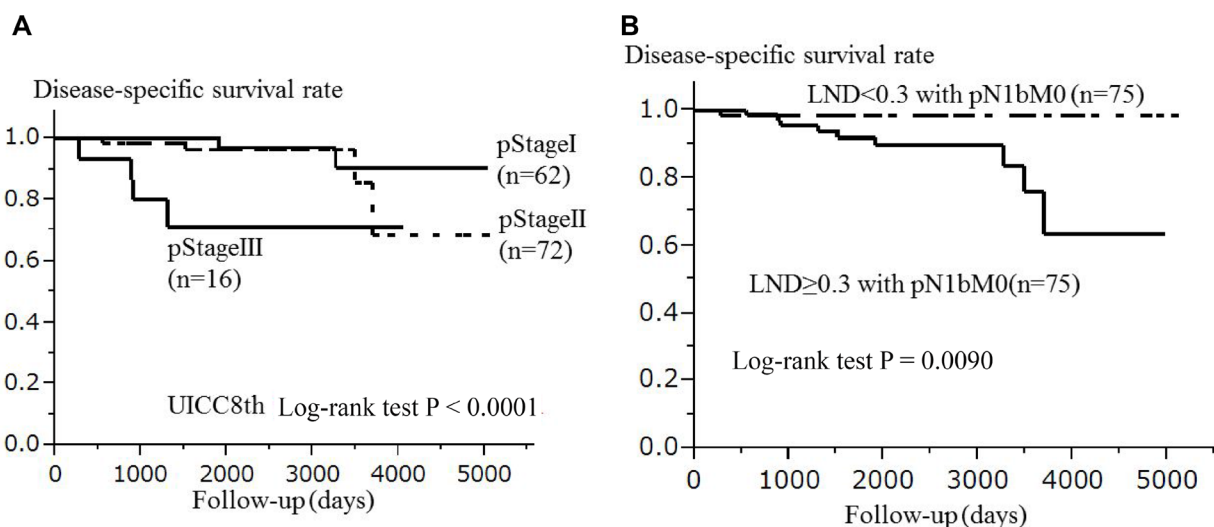 A
Disease-specific survival rate
1.0
0.8
0.6
0.4
0.2
0.0
pStageI
(n=62)
pStageII
(n=72)
pStageIII
(n=16)
UICC8th Log-rank test P < 0.0001
0 1000 2000 3000 4000 5000
Follow-up (days)
B
Disease-specific survival rate
1.0
0.8
0.6
0.4
0.2
0.0
LND<0.3 with pN1bM0 (n=75)
LND≥0.3 with pN1bM0(n=75)
Log-rank test P = 0.0090
0 1000 2000 3000 4000 5000
Follow-up (days)